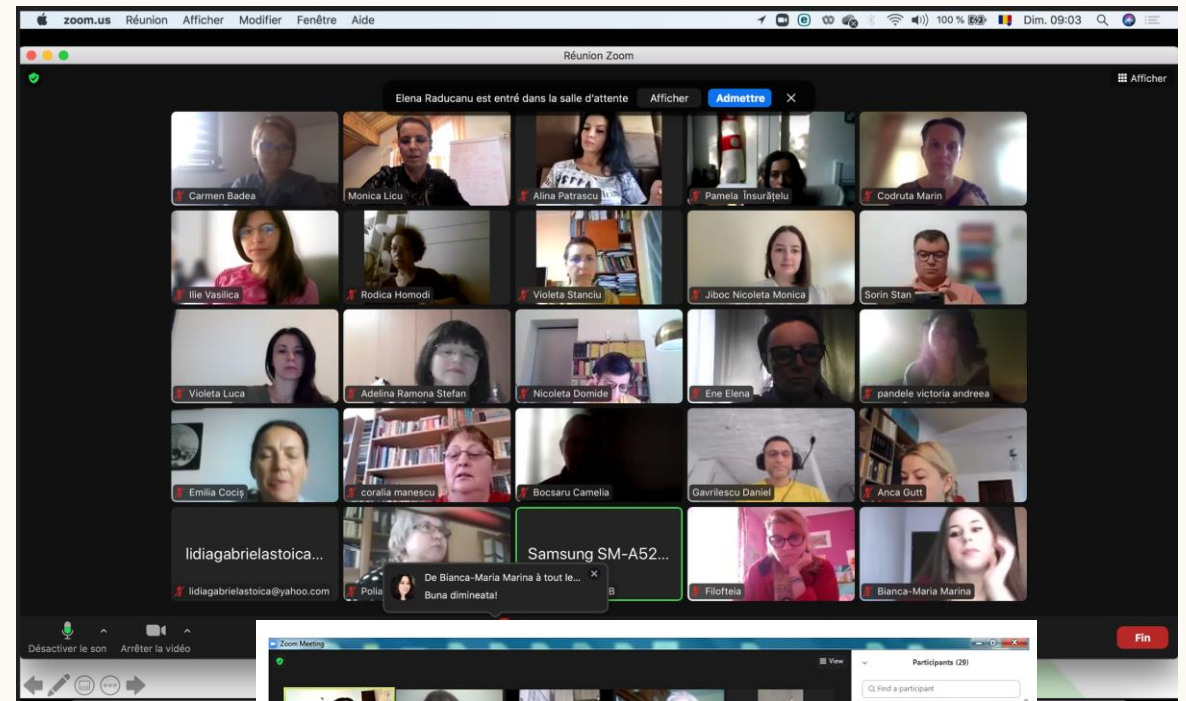 zoom.us Réunion Afficher Modifier Fenêtre Aide 100 % Dim. 09:03
Réunion Zoom
Afficher
Elena Raducanu est entré dans la salle d'attente Afficher Admettre
Carmen Badea Monica Licu Alina Patrascu Pamela Însurățelu Codruta Marin
Ilie Vasilica Rodica Homodi Violeta Stanciu Jiboc Nicoleta Monica Sorin Stan
Violeta Luca Adelina Ramona Stefan Nicoleta Domide Ene Elena pandele victoria andreea
Emilia Cociș coralia manescu Bocsaru Camelia Gavrilescu Daniel Anca Gutt
lidiagabrielastoica... Samsung SM-A52...
De Bianca-Maria Marina à tout le...
Buna dimineata!
lidiagabrielastoica@yahoo.com Polia B Filofteia Bianca-Maria Marina
Désactiver le son Arrêter la vidéo Fin
Zoom Meeting
View Participants (29)
Find a participant